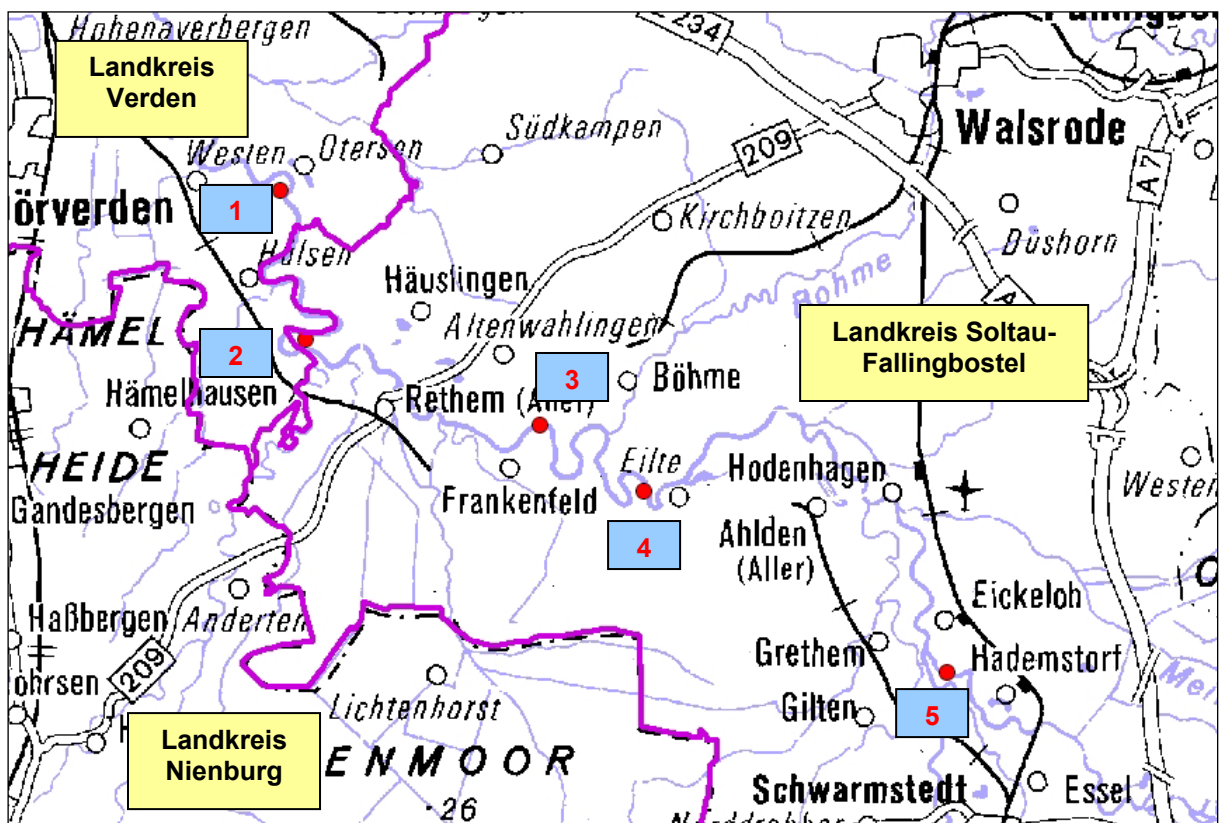 Hohenaverbergen
234
Landkreis
Verden
Walsrode
Südkampen
209
A7
Westen
Otersen
örverden
1
Kirchboitzen
Büshorn
Hülsen
Häuslingen
Böhme
HÄMEL
2
Altenwahlingen
Landkreis Soltau-
Fallingbostel
3
Böhme
Hämelhausen
Rethem (Aller)
HEIDE
Eilte
Hodenhagen
Westen
Gandesbergen
Frankenfeld
4
Ahlden
(Aller)
Eickeloh
Haßbergen
Anderten
Grethem
Hademstorf
209
Lichtenhorst
Gilten
5
Landkreis
Nienburg
ENMOOR
26
Schwarmstedt
Essel